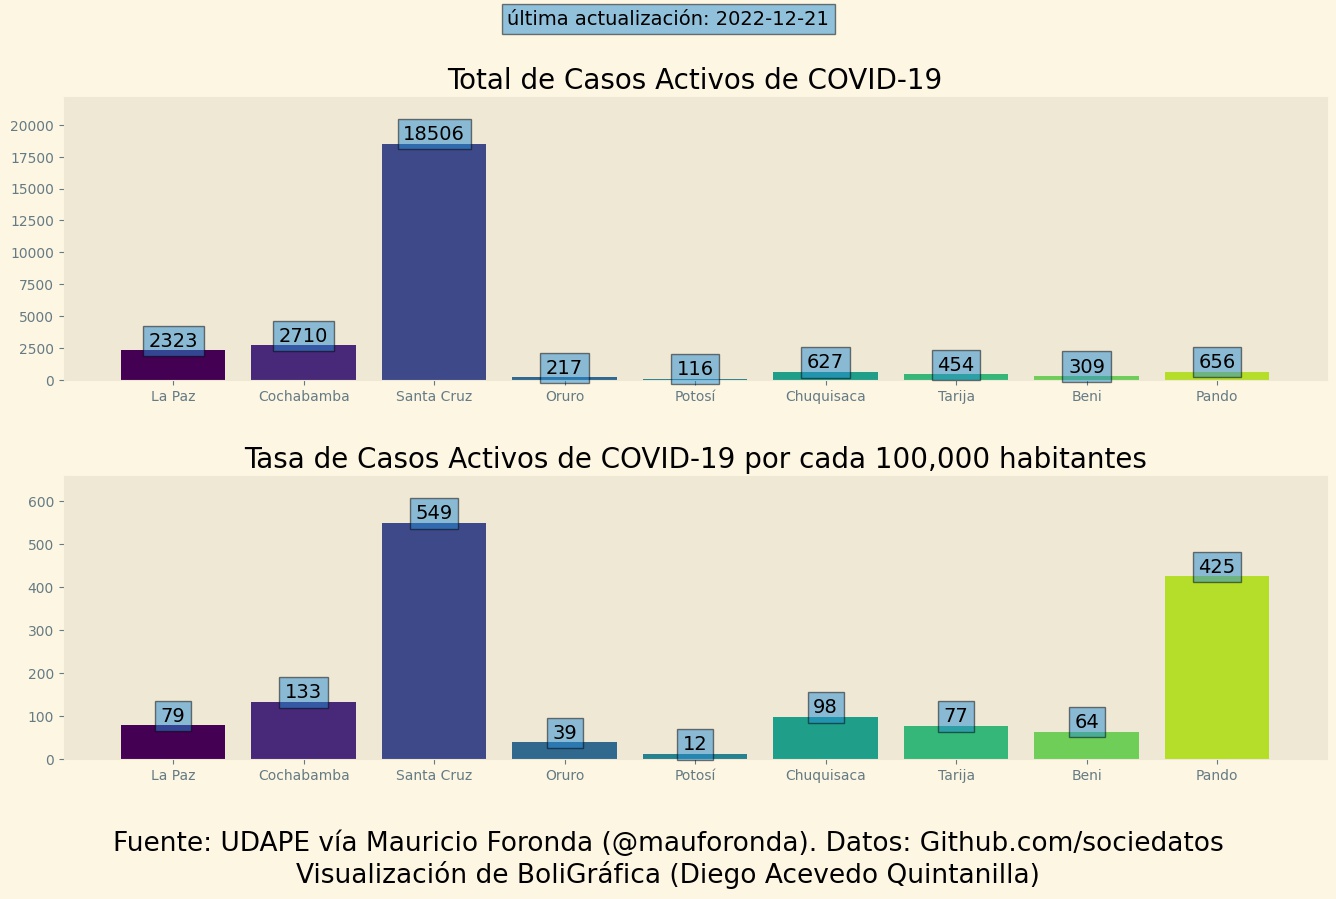 última actualización: 2022-12-21
Total de Casos Activos de COVID-19
20000
17500
15000
12500
10000
7500
5000
2500
0
2323
2710
18506
217
116
627
454
309
656
La Paz
Cochabamba
Santa Cruz
Oruro
Potosí
Chuquisaca
Tarija
Beni
Pando
Tasa de Casos Activos de COVID-19 por cada 100,000 habitantes
600
500
400
300
200
100
0
79
133
549
39
12
98
77
64
425
La Paz
Cochabamba
Santa Cruz
Oruro
Potosí
Chuquisaca
Tarija
Beni
Pando
Fuente: UDAPE vía Mauricio Foronda (@mauforonda). Datos: Github.com/sociedatos
Visualización de BoliGráfica (Diego Acevedo Quintanilla)